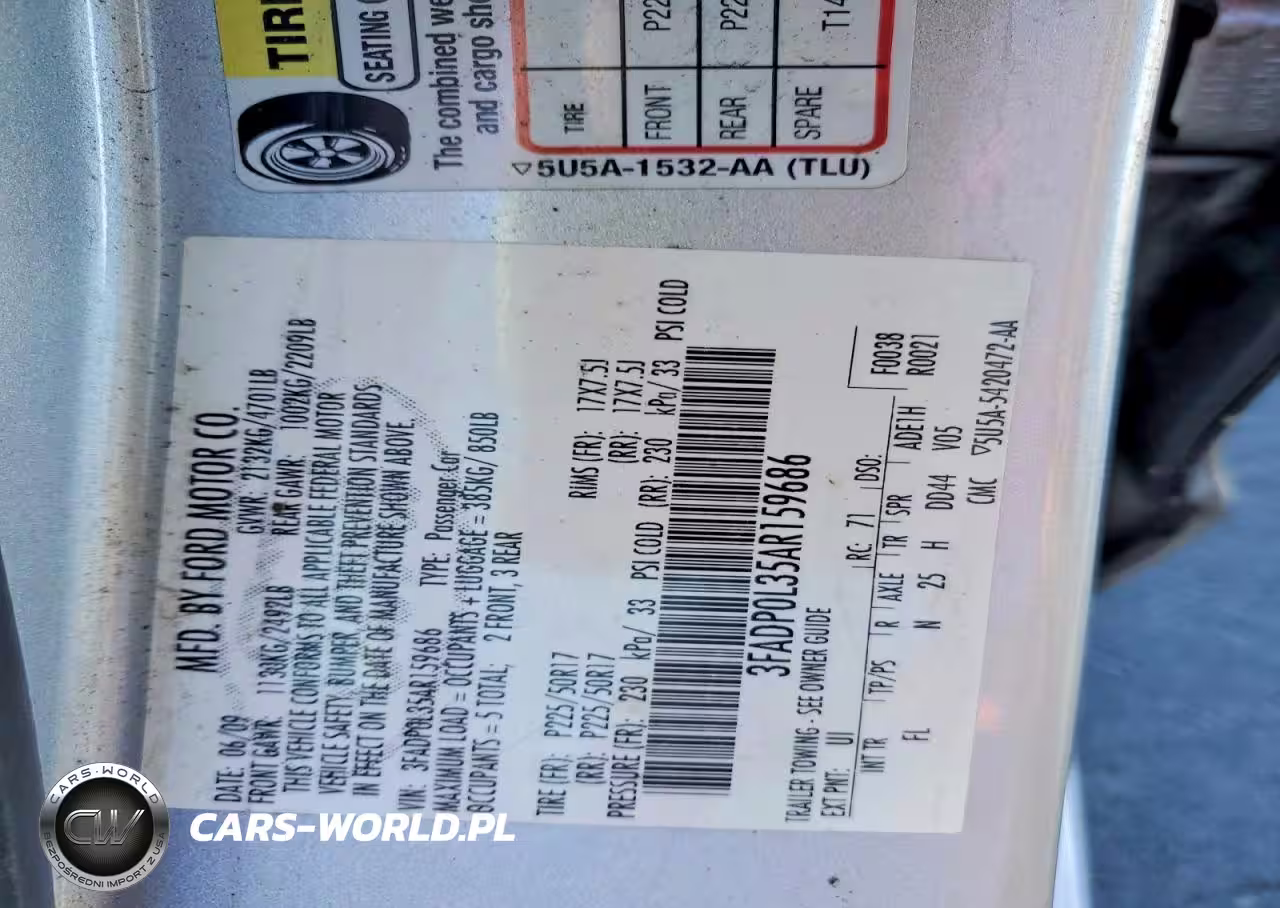 TIRE
SEATING
The combined we
and cargo sho
TIRE
FRONT P22
REAR P22
SPARE T14
5U5A-1532-AA (TLU)
MFD. BY FORD MOTOR CO.
DATE: 06/09 GVWR: 2132KG/4701LB
FRONT GAWR: 1130KG/2492LB REAR GAWR: 1002KG/2209LB
THIS VEHICLE CONFORMS TO ALL APPLICABLE FEDERAL MOTOR
VEHICLE SAFETY, BUMPER, AND THEFT PREVENTION STANDARDS
IN EFFECT ON THE DATE OF MANUFACTURE SHOWN ABOVE.
VIN: 3FADP0L35AR159686 TYPE: Passenger Car
MAXIMUM LOAD = OCCUPANTS + LUGGAGE = 385KG/ 850LB
OCCUPANTS = 5 TOTAL; 2 FRONT, 3 REAR
TIRE (FR): P225/50R17 RIMS (FR): 17X7.5J
(RR): P225/50R17 (RR): 17X7.5J
PRESSURE (FR): 230 kPa/ 33 PSI COLD (RR): 230 kPa/ 33 PSI COLD
3FADP0L35AR159686
TRAILER TOWING - SEE OWNER GUIDE
F0038
EXT PNT: UI RC: 71 DSO: R0021
INT TR TP/PS R AXLE TR SPR ADEIH
FL N 25 H DD44 V05
CMC ▽5U5A-5420472-AA
CARS-WORLD
CW
BEZPOŚREDNI IMPORT Z USA
CARS-WORLD.PL